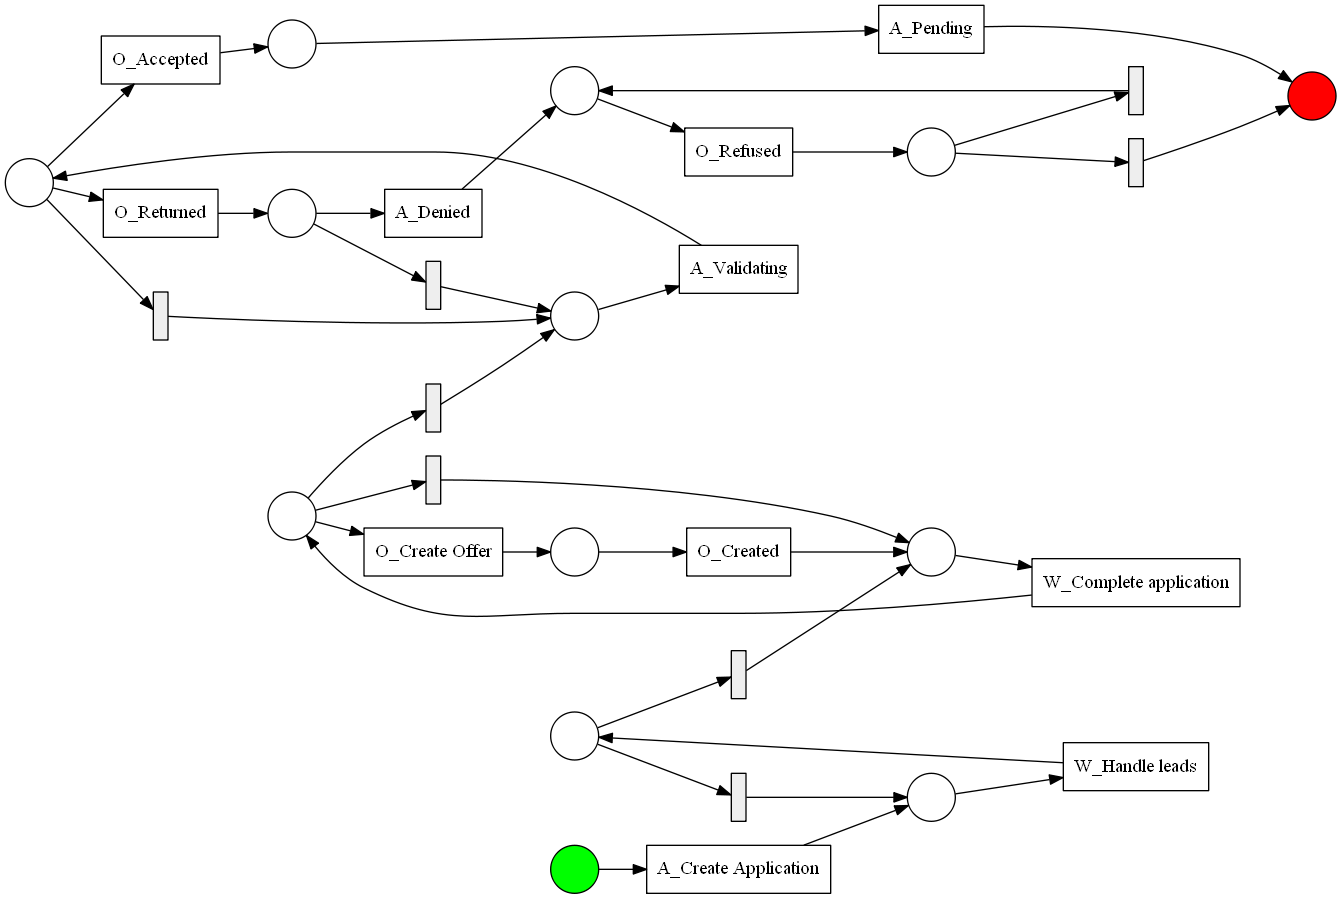 A_Pending
O_Accepted
O_Refused
O_Returned
A_Denied
A_Validating
O_Create Offer
O_Created
W_Complete application
W_Handle leads
A_Create Application